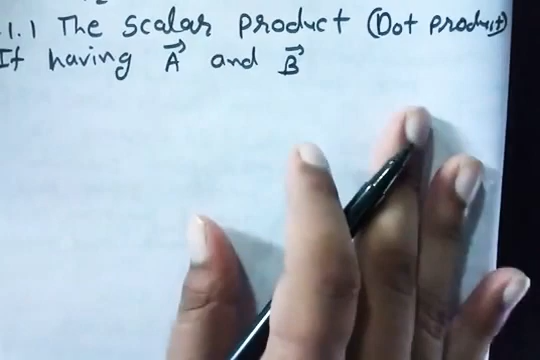 .1.1 The scalar product (Dot product)
If having A⃗ and B⃗